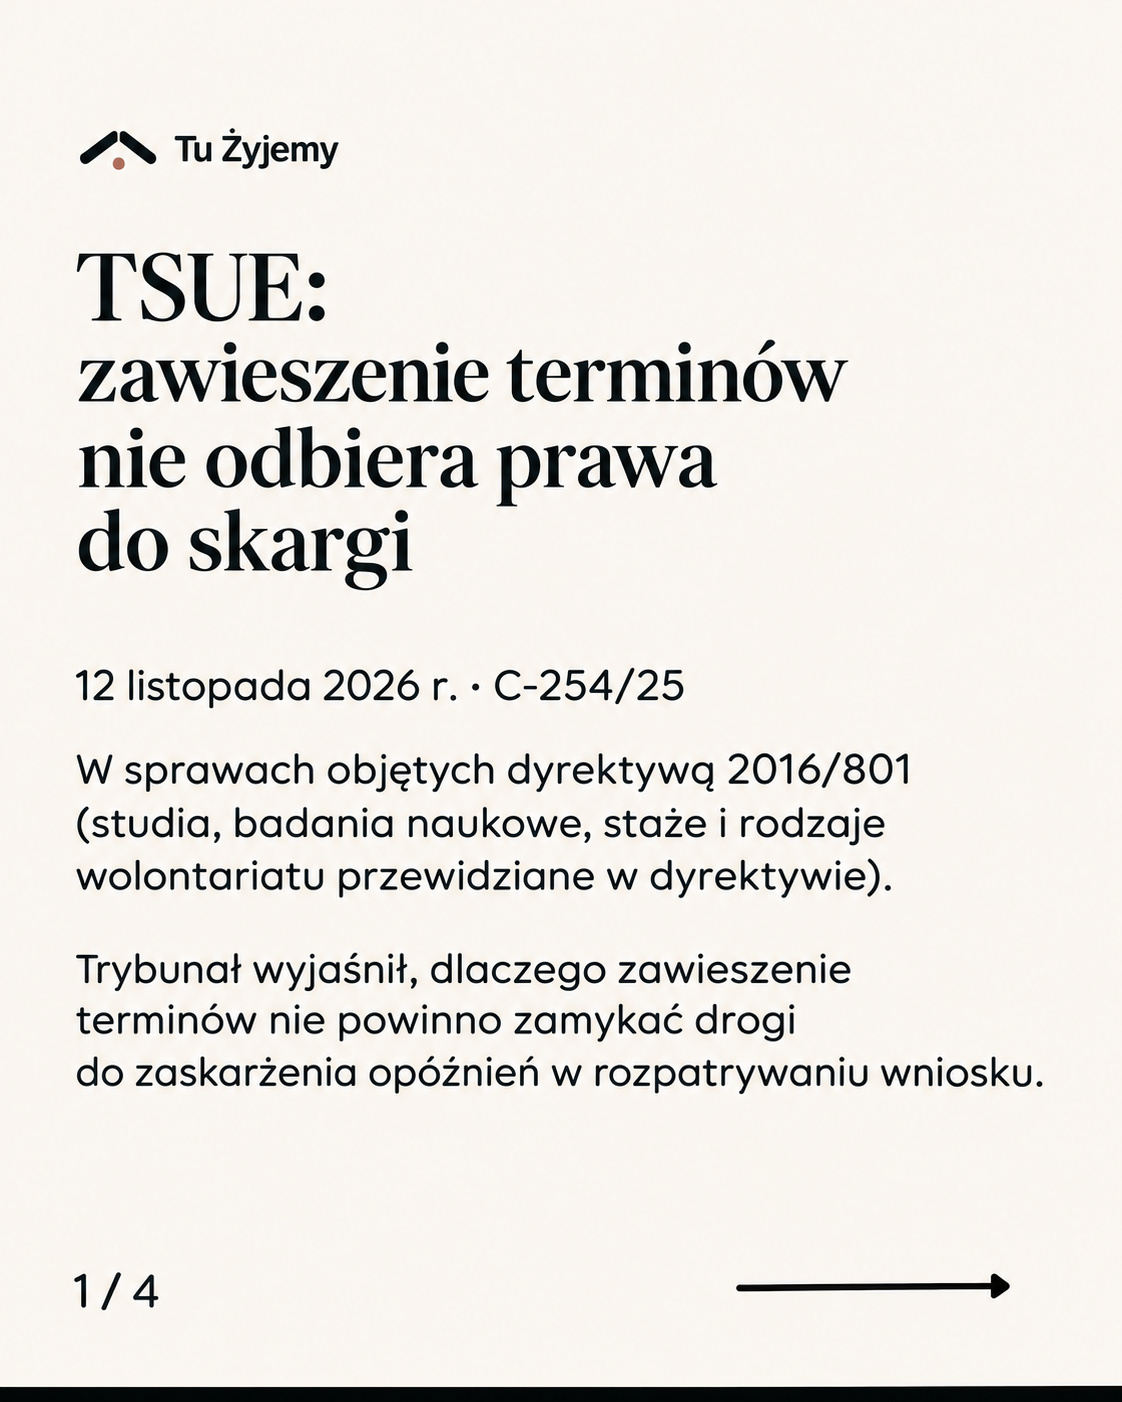 Tu Żyjemy
TSUE:
zawieszenie terminów
nie odbiera prawa
do skargi
12 listopada 2026 r. · C-254/25
W sprawach objętych dyrektywą 2016/801
(studia, badania naukowe, staże i rodzaje
wolontariatu przewidziane w dyrektywie).
Trybunał wyjaśnił, dlaczego zawieszenie
terminów nie powinno zamykać drogi
do zaskarżenia opóźnień w rozpatrywaniu wniosku.
1 / 4